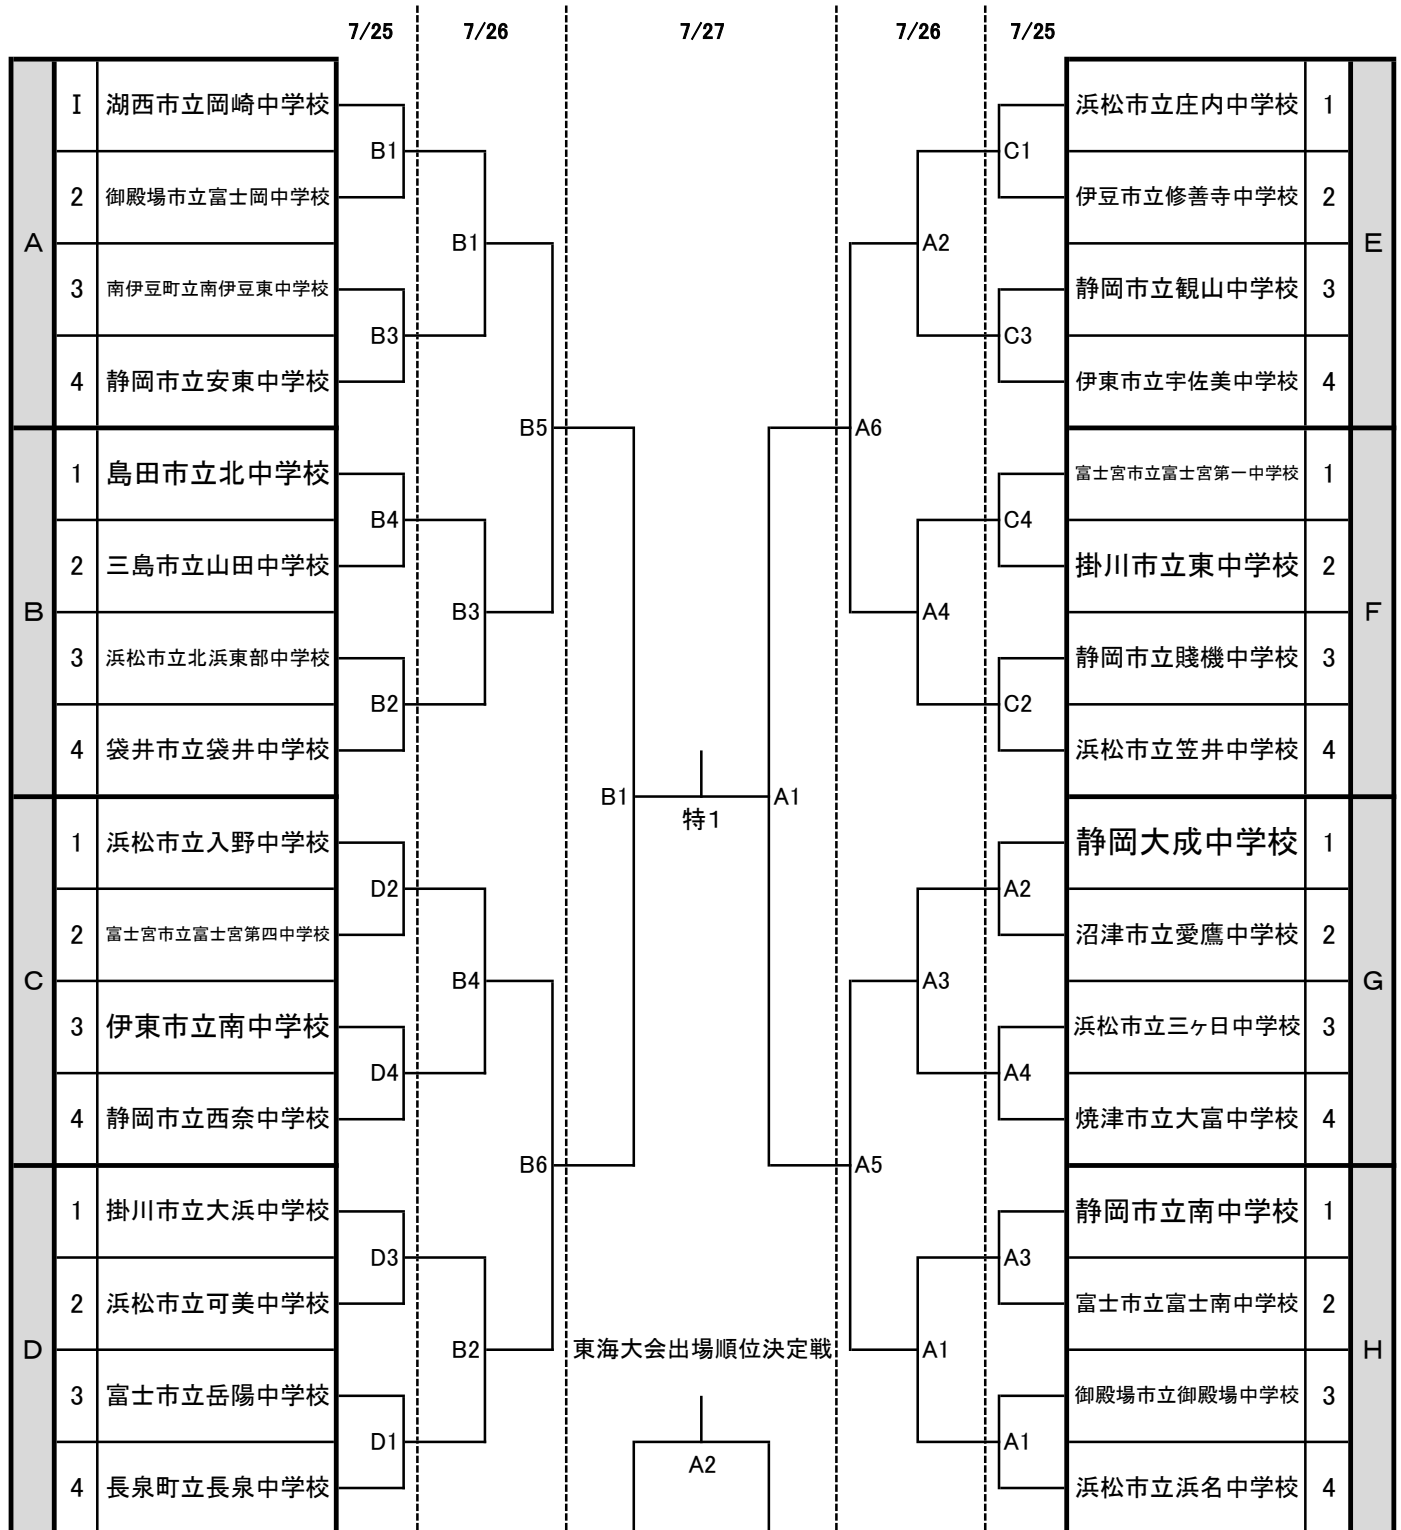 7/25 7/26 7/27 7/26 7/25
A
I 湖西市立岡崎中学校
2 御殿場市立富士岡中学校
3 南伊豆町立南伊豆東中学校
4 静岡市立安東中学校
B
1 島田市立北中学校
2 三島市立山田中学校
3 浜松市立北浜東部中学校
4 袋井市立袋井中学校
C
1 浜松市立入野中学校
2 富士宮市立富士宮第四中学校
3 伊東市立南中学校
4 静岡市立西奈中学校
D
1 掛川市立大浜中学校
2 浜松市立可美中学校
3 富士市立岳陽中学校
4 長泉町立長泉中学校
B1
B3
B4
B2
D2
D4
D3
D1
B1
B3
B4
B2
B5
B6
B1
特1
A1
東海大会出場順位決定戦
A2
A6
A5
A2
A4
A3
A1
C1
C3
C4
C2
A2
A4
A3
A1
浜松市立庄内中学校 1
伊豆市立修善寺中学校 2
静岡市立観山中学校 3
伊東市立宇佐美中学校 4
E
富士宮市立富士宮第一中学校 1
掛川市立東中学校 2
静岡市立賤機中学校 3
浜松市立笠井中学校 4
F
静岡大成中学校 1
沼津市立愛鷹中学校 2
浜松市立三ヶ日中学校 3
焼津市立大富中学校 4
G
静岡市立南中学校 1
富士市立富士南中学校 2
御殿場市立御殿場中学校 3
浜松市立浜名中学校 4
H